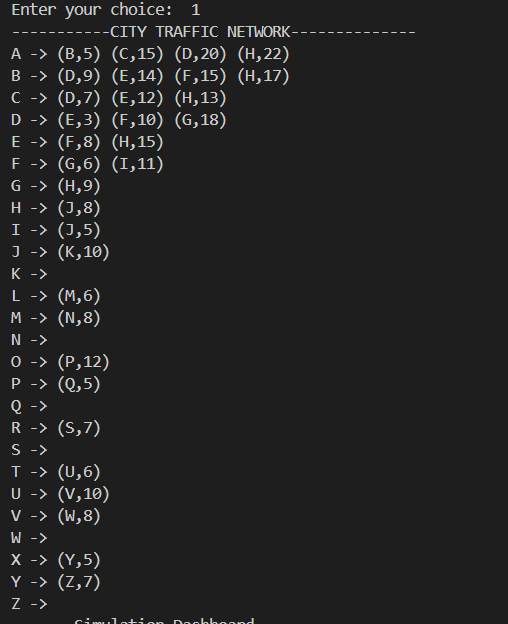 Enter your choice:  1
-----------CITY TRAFFIC NETWORK--------------
A -> (B,5) (C,15) (D,20) (H,22)
B -> (D,9) (E,14) (F,15) (H,17)
C -> (D,7) (E,12) (H,13)
D -> (E,3) (F,10) (G,18)
E -> (F,8) (H,15)
F -> (G,6) (I,11)
G -> (H,9)
H -> (J,8)
I -> (J,5)
J -> (K,10)
K ->
L -> (M,6)
M -> (N,8)
N ->
O -> (P,12)
P -> (Q,5)
Q ->
R -> (S,7)
S ->
T -> (U,6)
U -> (V,10)
V -> (W,8)
W ->
X -> (Y,5)
Y -> (Z,7)
Z ->
Simulation Dashboard